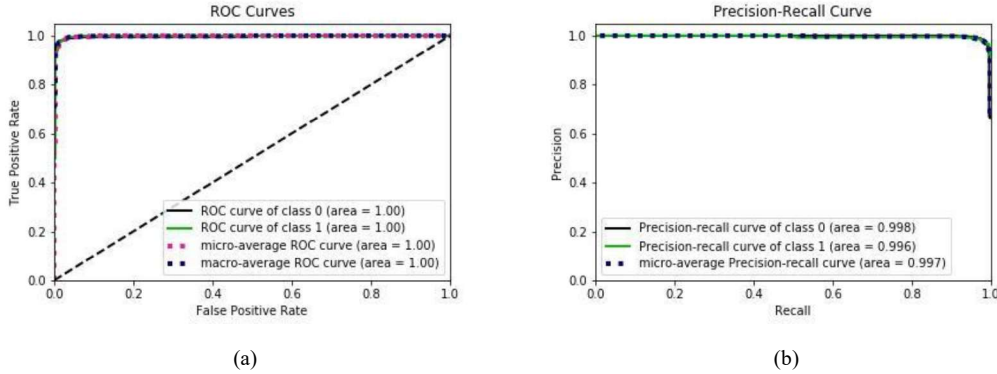 ROC Curves
1.0
0.8
0.6
0.4
0.2
0.0
True Positive Rate
ROC curve of class 0 (area = 1.00)
ROC curve of class 1 (area = 1.00)
micro-average ROC curve (area = 1.00)
macro-average ROC curve (area = 1.00)
0.0 0.2 0.4 0.6 0.8 1.0
False Positive Rate
(a)
Precision-Recall Curve
1.0
0.8
0.6
0.4
0.2
0.0
Precision
Precision-recall curve of class 0 (area = 0.998)
Precision-recall curve of class 1 (area = 0.996)
micro-average Precision-recall curve (area = 0.997)
0.0 0.2 0.4 0.6 0.8 1.0
Recall
(b)